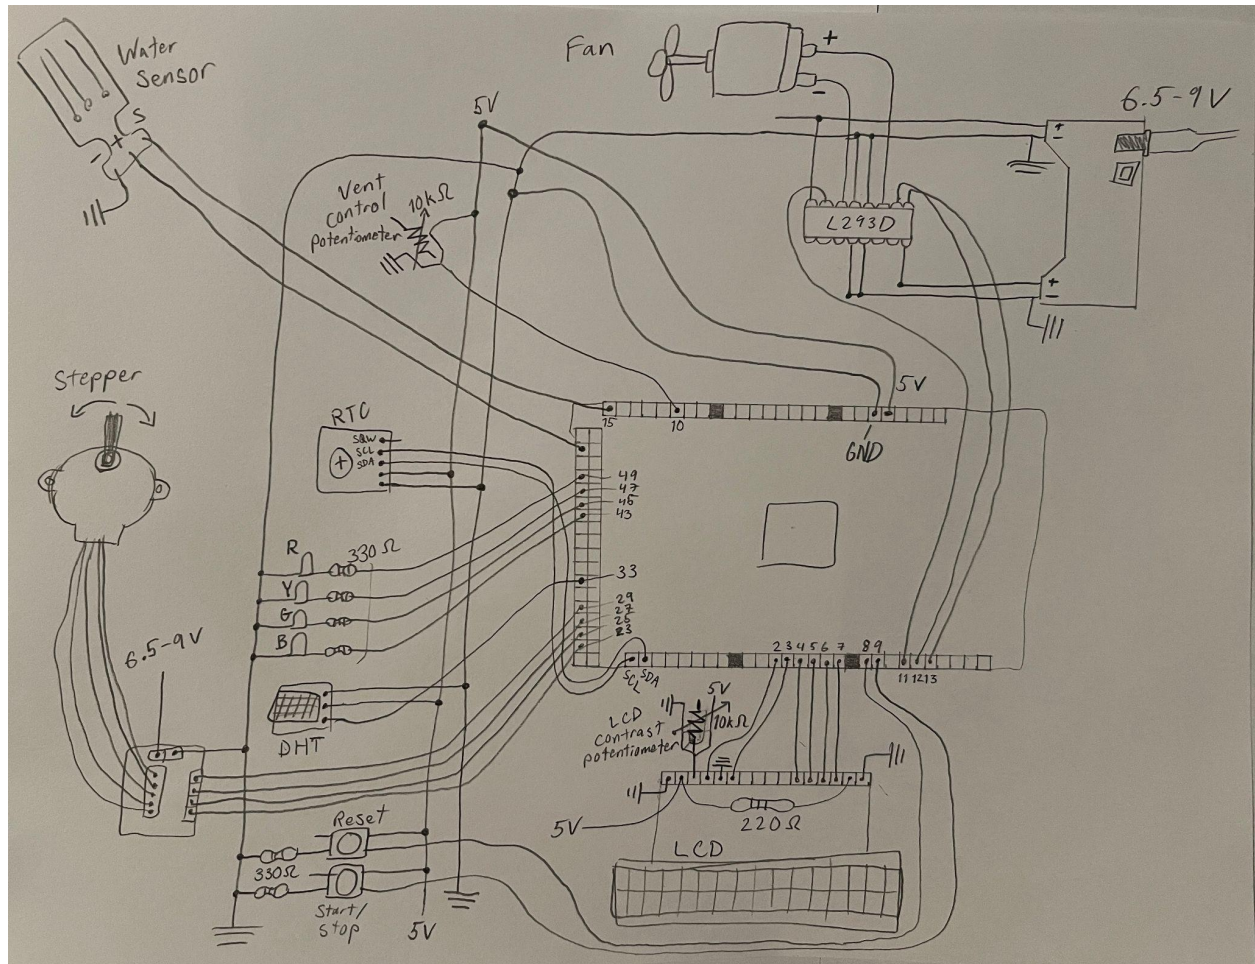 Water
Sensor
S
+
-
Fan
+
-
6.5-9V
5V
+
-
Vent
control
potentiometer
10kΩ
L293D
+
-
Stepper
RTC
SQW
SCL
SDA
+
15
10
5V
GND
49
47
45
43
R
330Ω
Y
G
B
33
29
27
25
23
6.5-9V
DHT
SCL
SDA
2 3 4 5 6 7 8 9
11 12 13
5V
LCD
contrast
potentiometer
10kΩ
5V
220Ω
LCD
Reset
330Ω
Start/
stop
5V